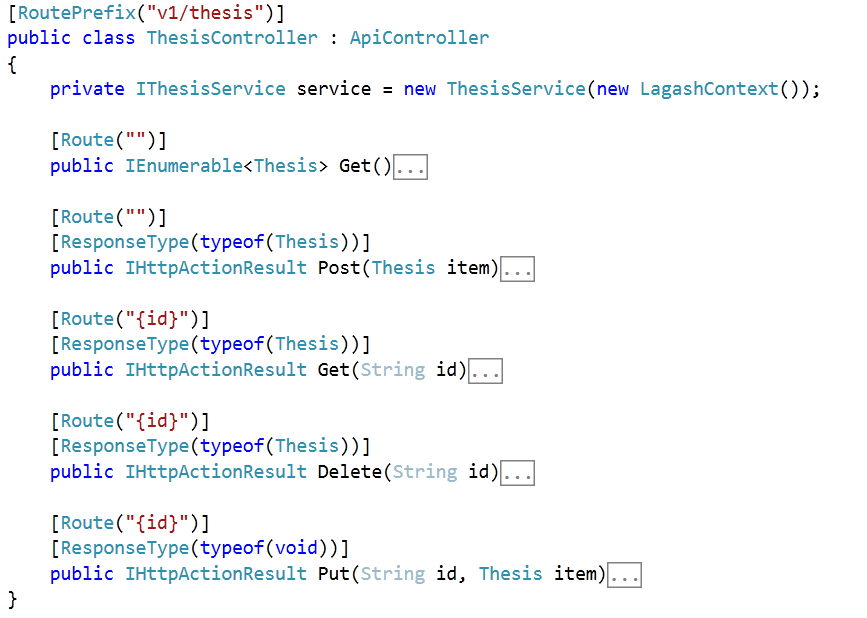 [RoutePrefix("v1/thesis")]
public class ThesisController : ApiController
{
    private IThesisService service = new ThesisService(new LagashContext());

    [Route("")]
    public IEnumerable<Thesis> Get()...

    [Route("")]
    [ResponseType(typeof(Thesis))]
    public IHttpActionResult Post(Thesis item)...

    [Route("{id}")]
    [ResponseType(typeof(Thesis))]
    public IHttpActionResult Get(String id)...

    [Route("{id}")]
    [ResponseType(typeof(Thesis))]
    public IHttpActionResult Delete(String id)...

    [Route("{id}")]
    [ResponseType(typeof(void))]
    public IHttpActionResult Put(String id, Thesis item)...
}